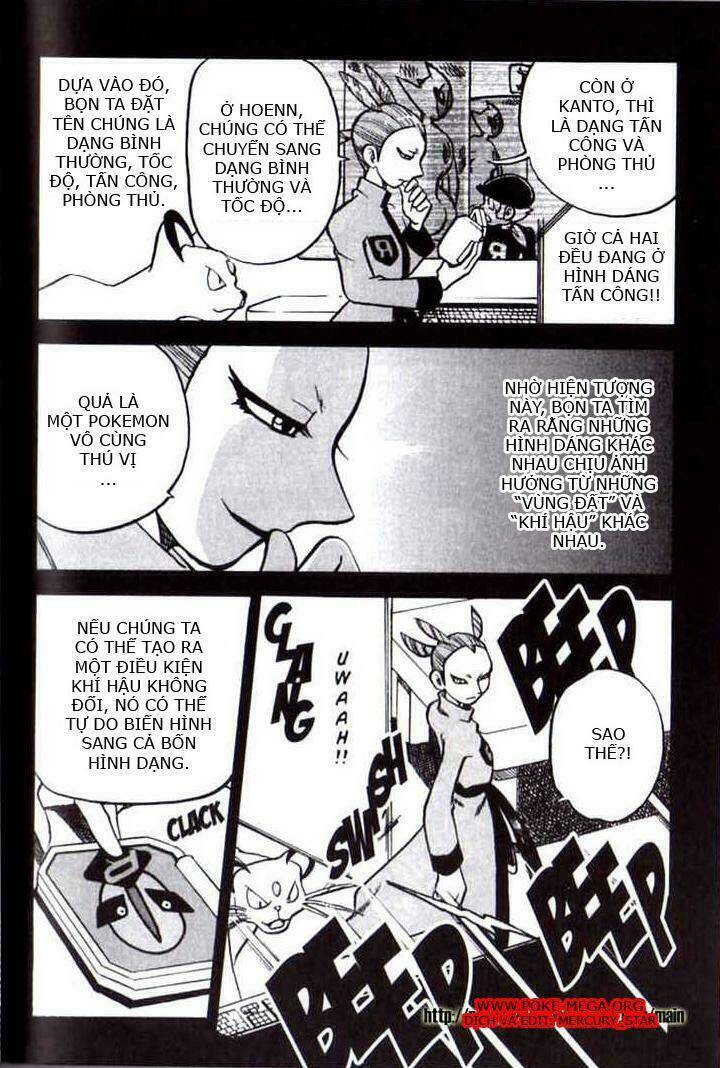 CÒN Ở
KANTO, THÌ
LÀ DẠNG TẤN
CÔNG VÀ
PHÒNG THỦ
...
GIỜ CẢ HAI
ĐỀU ĐANG Ở
HÌNH DÁNG
TẤN CÔNG!!
Ở HOENN,
CHÚNG CÓ THỂ
CHUYỂN SANG
DẠNG BÌNH
THƯỜNG VÀ
TỐC ĐỘ...
DỰA VÀO ĐÓ,
BỌN TA ĐẶT
TÊN CHÚNG LÀ
DẠNG BÌNH
THƯỜNG, TỐC
ĐỘ, TẤN CÔNG,
PHÒNG THỦ.
R
R
NHỜ HIỆN TƯỢNG
NÀY, BỌN TA TÌM
RA RẰNG NHỮNG
HÌNH DÁNG KHÁC
NHAU CHỊU ẢNH
HƯỞNG TỪ NHỮNG
“VÙNG ĐẤT” VÀ
“KHÍ HẬU” KHÁC
NHAU.
QUẢ LÀ
MỘT POKEMON
VÔ CÙNG
THÚ VỊ
...
BEEP
SAO
THẾ?!
CLANG
UWAAH!!
SWISH
BEEP
BEEP
BEEP
NẾU CHÚNG TA
CÓ THỂ TẠO RA
MỘT ĐIỀU KIỆN
KHÍ HẬU KHÔNG
ĐỔI, NÓ CÓ THỂ
TỰ DO BIẾN HÌNH
SANG CẢ BỐN
HÌNH DẠNG.
CLACK
WWW.POKE-MEGA.ORG
http:// main
DỊCH VÀ EDIT: MERCURY_STAR